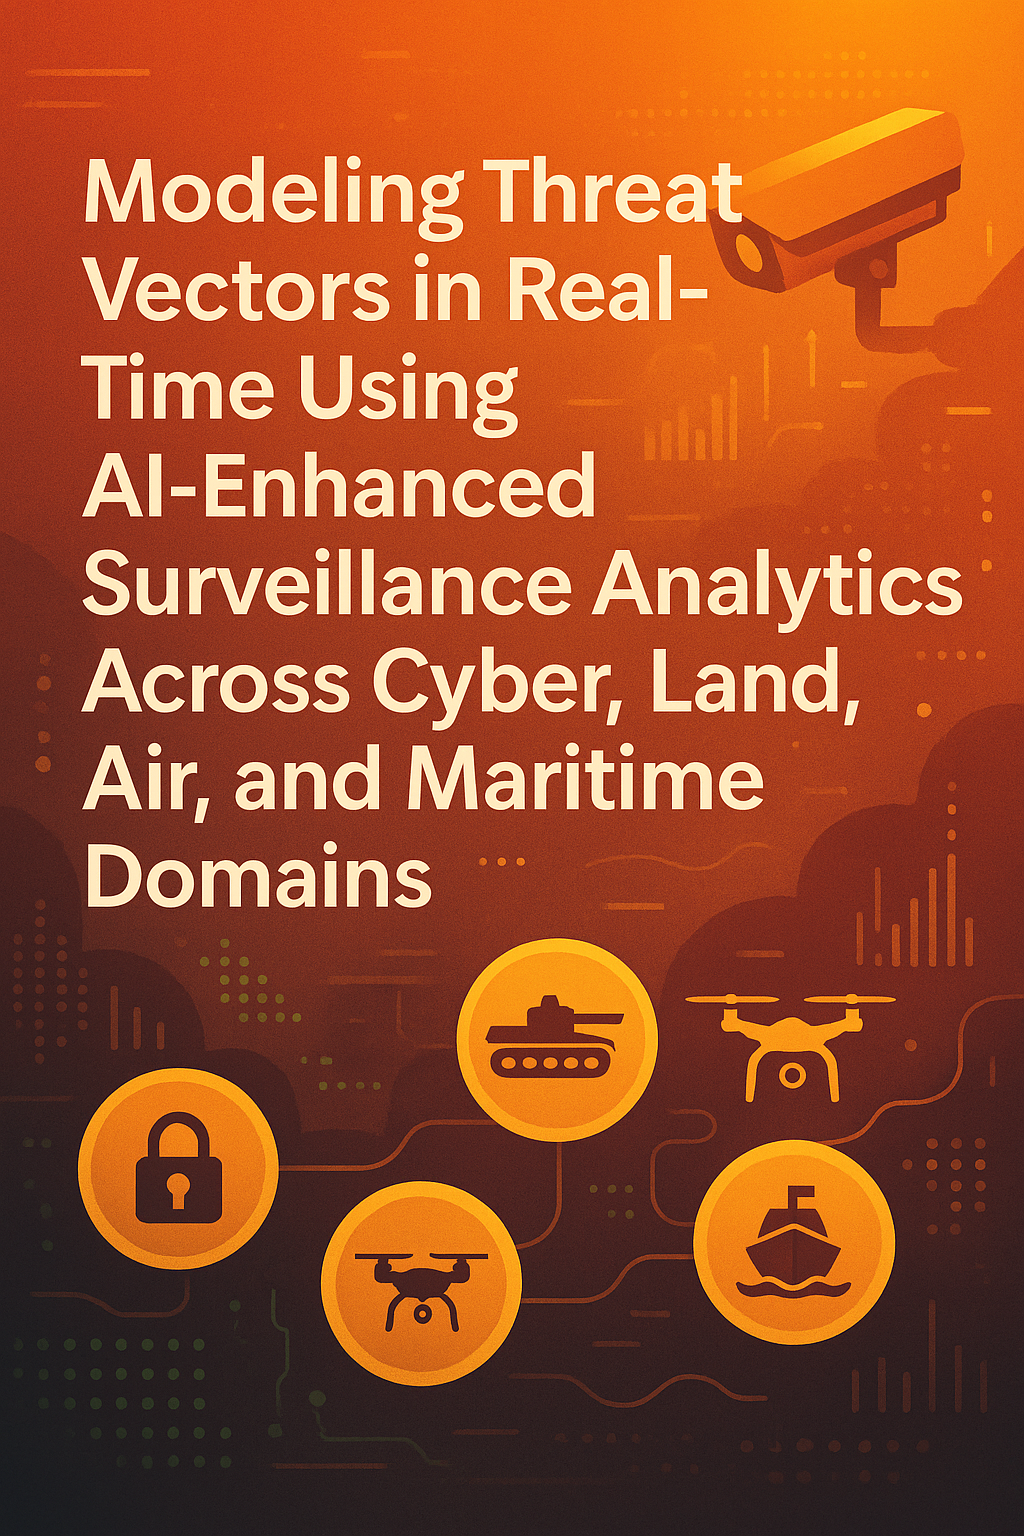 Modeling Threat
Vectors in Real-
Time Using
AI-Enhanced
Surveillance Analytics
Across Cyber, Land,
Air, and Maritime
Domains